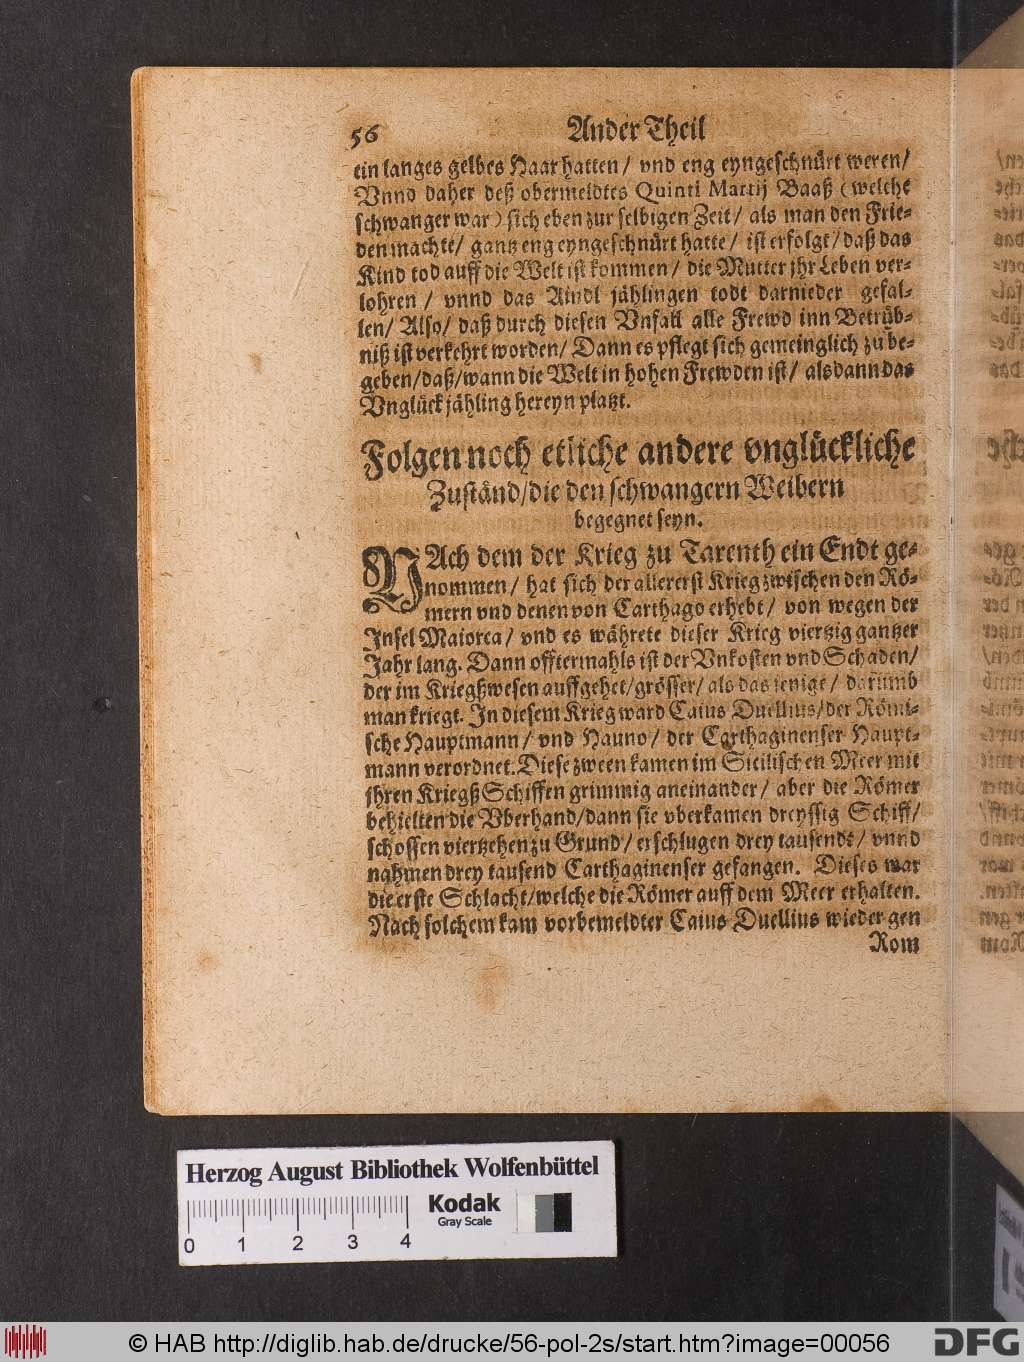 56 Ander Theil
ein langes gelbes Haar hatten / vnd eng eyngeschnürt weren /
Vnnd daher deß obermeldtes Quinti Martij Baaß (welche
schwanger war) sich eben zur selbigen Zeit / als man den Frie-
den machte / gantz eng eyngeschnürt hatte / ist erfolgt / daß das
Kind tod auff die Welt ist kommen / die Mutter jhr Leben ver-
lohren / vnnd das Aindl jählingen todt darnieder gefal-
len / Also / daß durch diesen Vnfall alle Frewd inn Betrüb-
niß ist verkehrt worden / Dann es pflegt sich gemeinglich zu be-
geben / daß / wann die Welt in hohen Frewden ist / als dann das
Vnglück jähling hereyn platzt.
Folgen noch etliche andere vnglückliche
Zuständ / die den schwangern Weibern
begegnet seyn.
NAch dem der Krieg zu Tarenth ein Endt ge-
nommen / hat sich der allererst Krieg zwischen den Rö-
mern vnd denen von Carthago erhebt / von wegen der
Insel Maiorca / vnd es währete dieser Krieg viertzig gantzer
Jahr lang. Dann offtermahls ist der Vnkosten vnd Schaden /
der im Kriegßwesen auffgehet / grösser / als das jenige / darumb
man kriegt. In diesem Krieg ward Caius Duellius / der Römi-
sche Hauptmann / vnd Hauno / der Carthaginenser Haupt-
mann verordnet. Diese zween kamen im Sicilischen Meer mit
jhren Kriegß Schiffen grimmig aneinander / aber die Römer
behielten die Vberhand / dann sie vberkamen dreyssig Schiff /
schossen viertzehen zu Grund / erschlugen drey tausendt / vnnd
nahmen drey tausend Carthaginenser gefangen. Dieses war
die erste Schlacht / welche die Römer auff dem Meer erhalten.
Nach solchem kam vorbemeldter Caius Duellius wieder gen
Rom
Herzog August Bibliothek Wolfenbüttel
0 1 2 3 4
Kodak
Gray Scale
© HAB http://diglib.hab.de/drucke/56-pol-2s/start.htm?image=00056
DFG